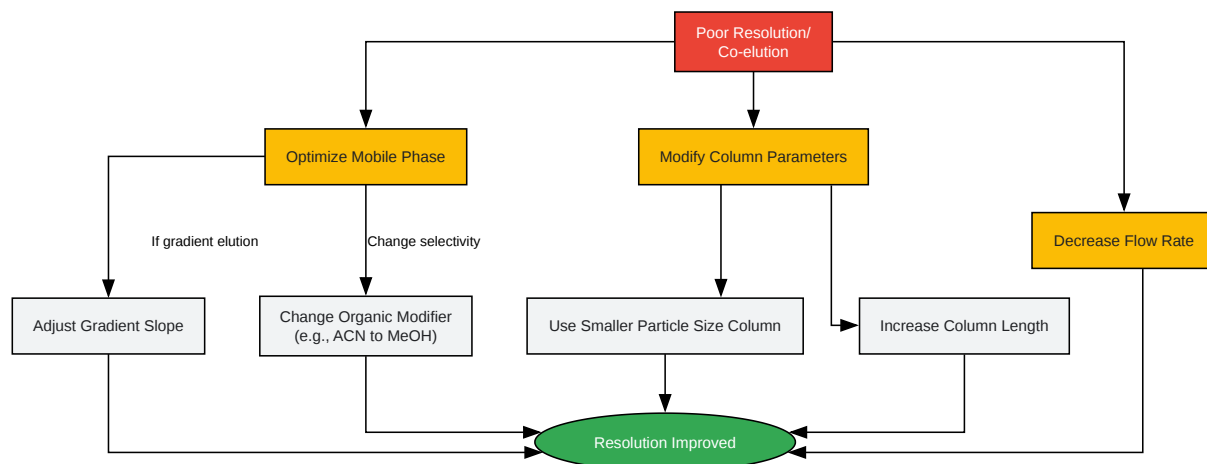 Poor Resolution/
Co-elution
Optimize Mobile Phase
Modify Column Parameters
Decrease Flow Rate
If gradient elution
Change selectivity
Adjust Gradient Slope
Change Organic Modifier
(e.g., ACN to MeOH)
Use Smaller Particle Size Column
Increase Column Length
Resolution Improved